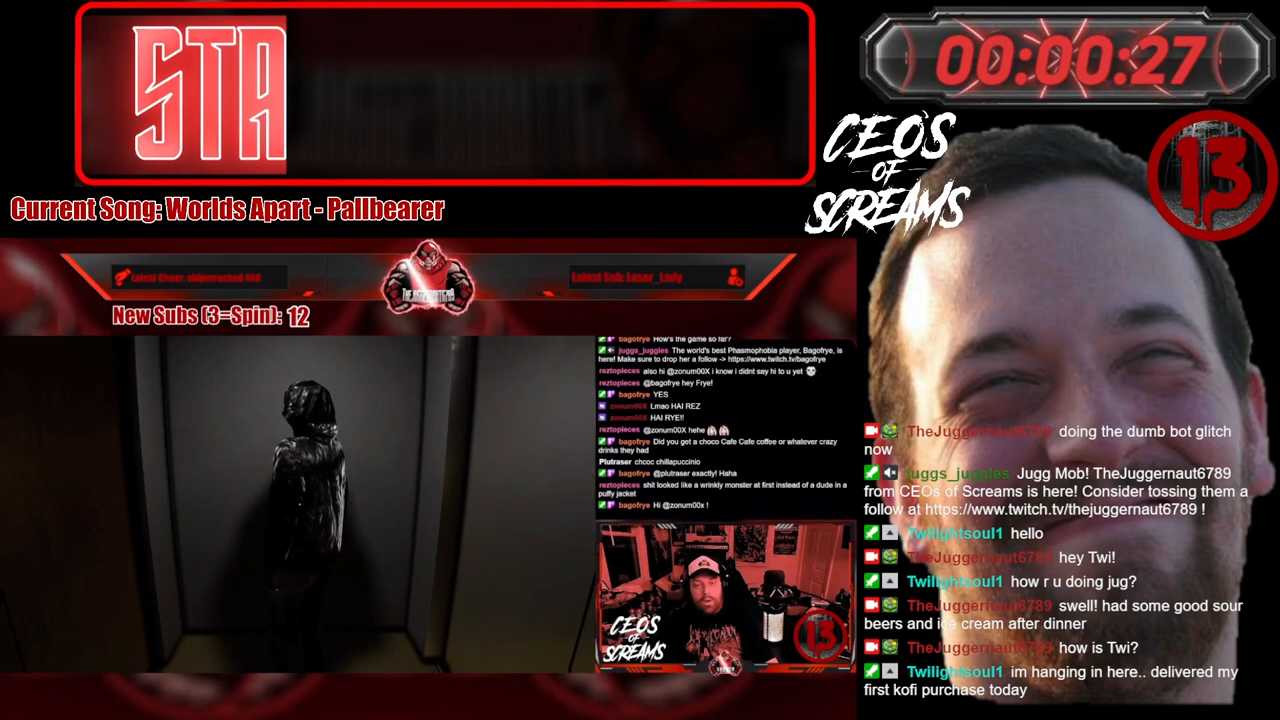 STA
00:00:27
CEO'S
OF
SCREAMS
13
Current Song: Worlds Apart - Pallbearer
Latest Cheer: shipwrecked 400
Latest Sub: Laser_Lady
New Subs (3=Spin): 12
bagofrye How's the game so far?
juggs_juggles The world's best Phasmophobia player, Bagofrye, is
here! Make sure to drop her a follow -> https://www.twitch.tv/bagofrye
reztopieces also hi @zonum00X i know i didnt say hi to u yet
reztopieces @bagofrye hey Frye!
bagofrye YES
zonum00X Lmao HAI REZ
zonum00X HAI RYE!!
reztopieces @zonum00X hehe
bagofrye Did you get a choco Cafe Cafe coffee or whatever crazy
drinks they had
Plutraser chcoc chillapuccinio
bagofrye @plutraser exactly! Haha
reztopieces shit looked like a wrinkly monster at first instead of a dude in a
puffy jacket
bagofrye Hi @zonum00x !
CEO'S
OF
SCREAMS
13
TheJuggernaut6789 doing the dumb bot glitch
now
juggs_juggles Jugg Mob! TheJuggernaut6789
from CEOs of Screams is here! Consider tossing them a
follow at https://www.twitch.tv/thejuggernaut6789 !
Twilightsoul1 hello
TheJuggernaut6789 hey Twi!
Twilightsoul1 how r u doing jug?
TheJuggernaut6789 swell! had some good sour
beers and ice cream after dinner
TheJuggernaut6789 how is Twi?
Twilightsoul1 im hanging in here.. delivered my
first kofi purchase today